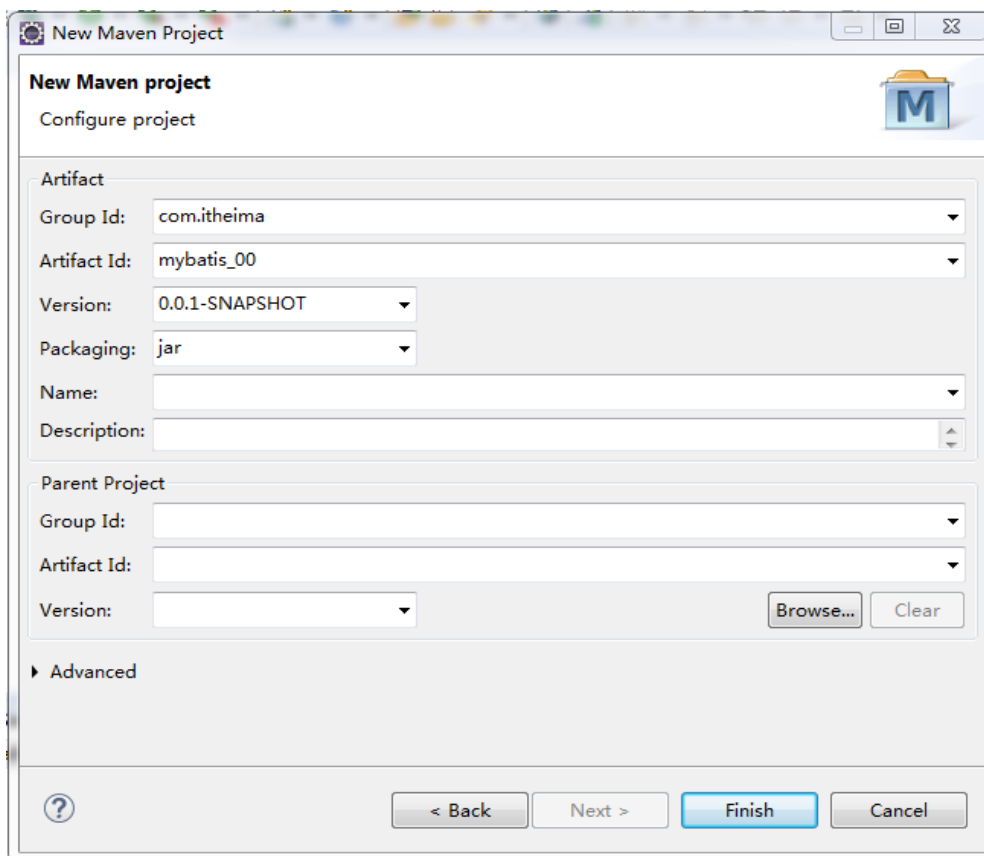 New Maven Project
New Maven project
Configure project
M
Artifact
Group Id: com.itheima
Artifact Id: mybatis_00
Version: 0.0.1-SNAPSHOT
Packaging: jar
Name:
Description:
Parent Project
Group Id:
Artifact Id:
Version: Browse... Clear
Advanced
? < Back Next > Finish Cancel